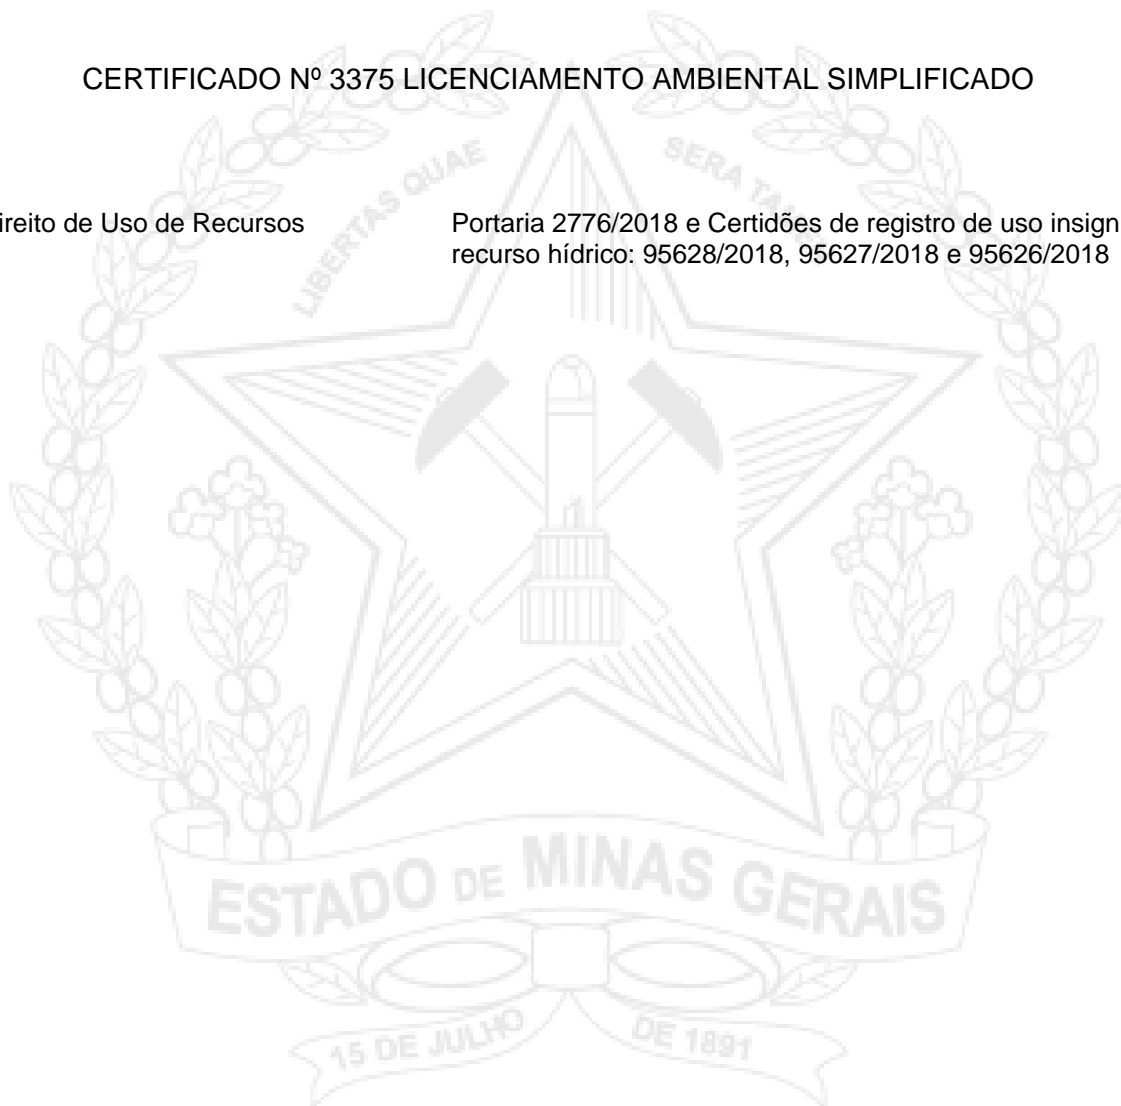 CERTIFICADO Nº 3375 LICENCIAMENTO AMBIENTAL SIMPLIFICADO
LIBERTAS QUAE SERA TAMEN
ireito de Uso de Recursos
Portaria 2776/2018 e Certidões de registro de uso insign
recurso hídrico: 95628/2018, 95627/2018 e 95626/2018
ESTADO DE MINAS GERAIS
15 DE JULHO DE 1891